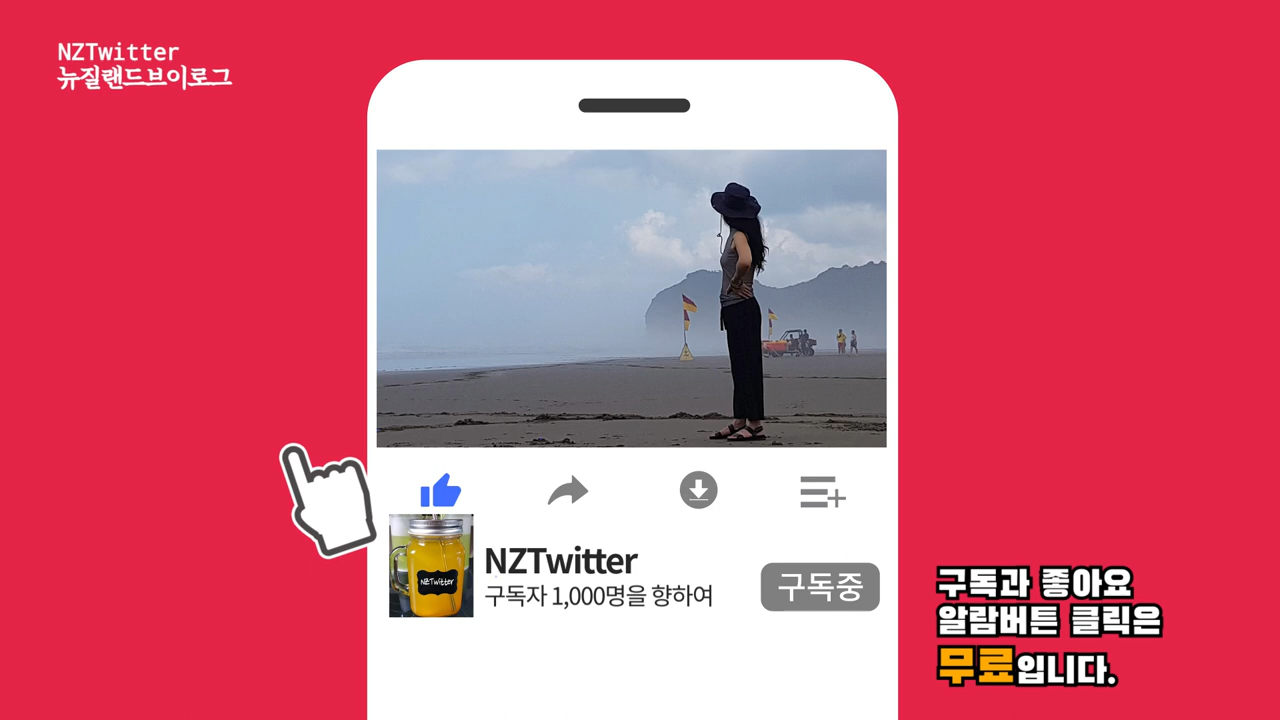 NZTwitter
뉴질랜드브이로그
NZTwitter
NZTwitter
구독자 1,000명을 향하여
구독중
구독과 좋아요
알람버튼 클릭은
무료입니다.